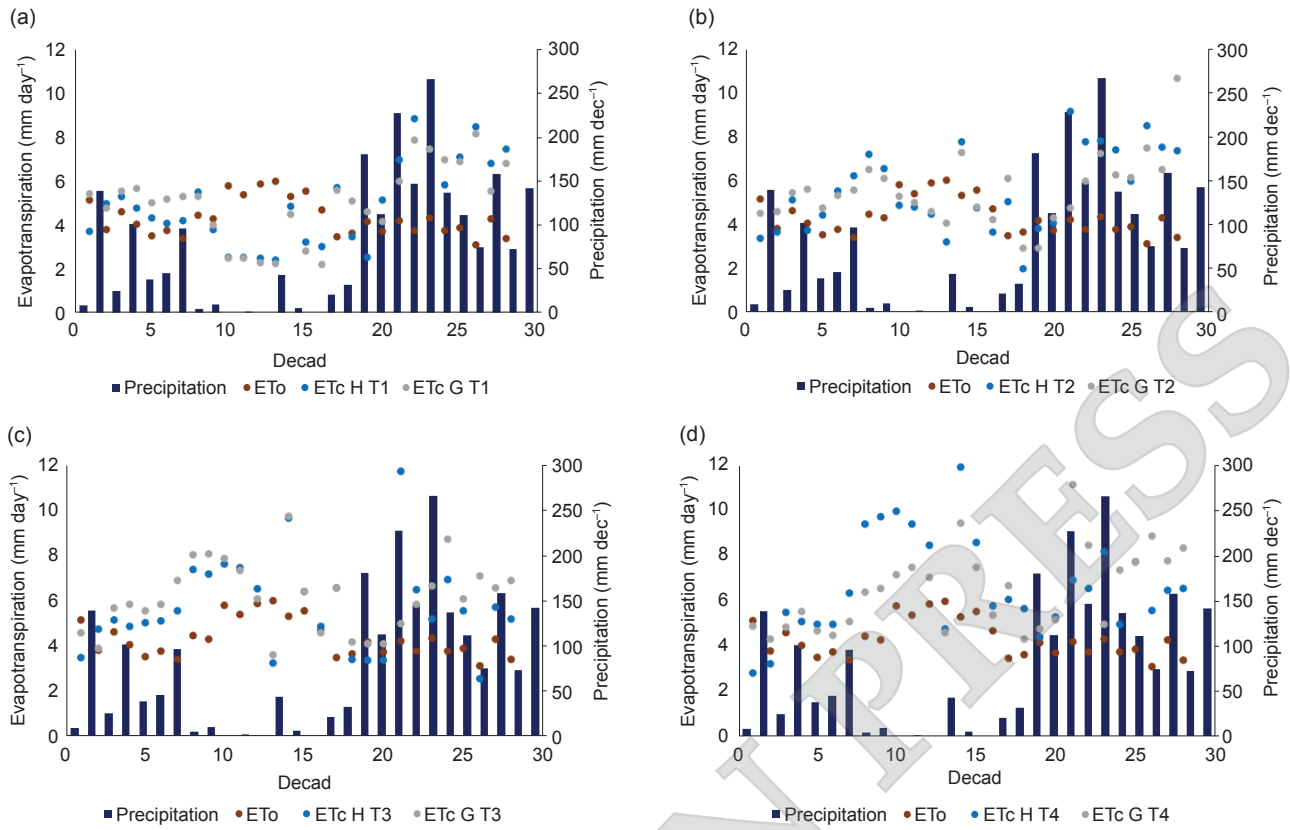 (a)
12
10
8
6
4
2
0
300
250
200
150
100
50
0
0 5 10 15 20 25 30
Evapotranspiration (mm day⁻¹)
Precipitation (mm dec⁻¹)
Decad
Precipitation ETo ETc H T1 ETc G T1
(b)
12
10
8
6
4
2
0
300
250
200
150
100
50
0
0 5 10 15 20 25 30
Evapotranspiration (mm day⁻¹)
Precipitation (mm dec⁻¹)
Decad
Precipitation ETo ETc H T2 ETc G T2
(c)
12
10
8
6
4
2
0
300
250
200
150
100
50
0
0 5 10 15 20 25 30
Evapotranspiration (mm day⁻¹)
Precipitation (mm dec⁻¹)
Decad
Precipitation ETo ETc H T3 ETc G T3
(d)
12
10
8
6
4
2
0
300
250
200
150
100
50
0
0 5 10 15 20 25 30
Evapotranspiration (mm day⁻¹)
Precipitation (mm dec⁻¹)
Decad
Precipitation ETo ETc H T4 ETc G T4
PRESS